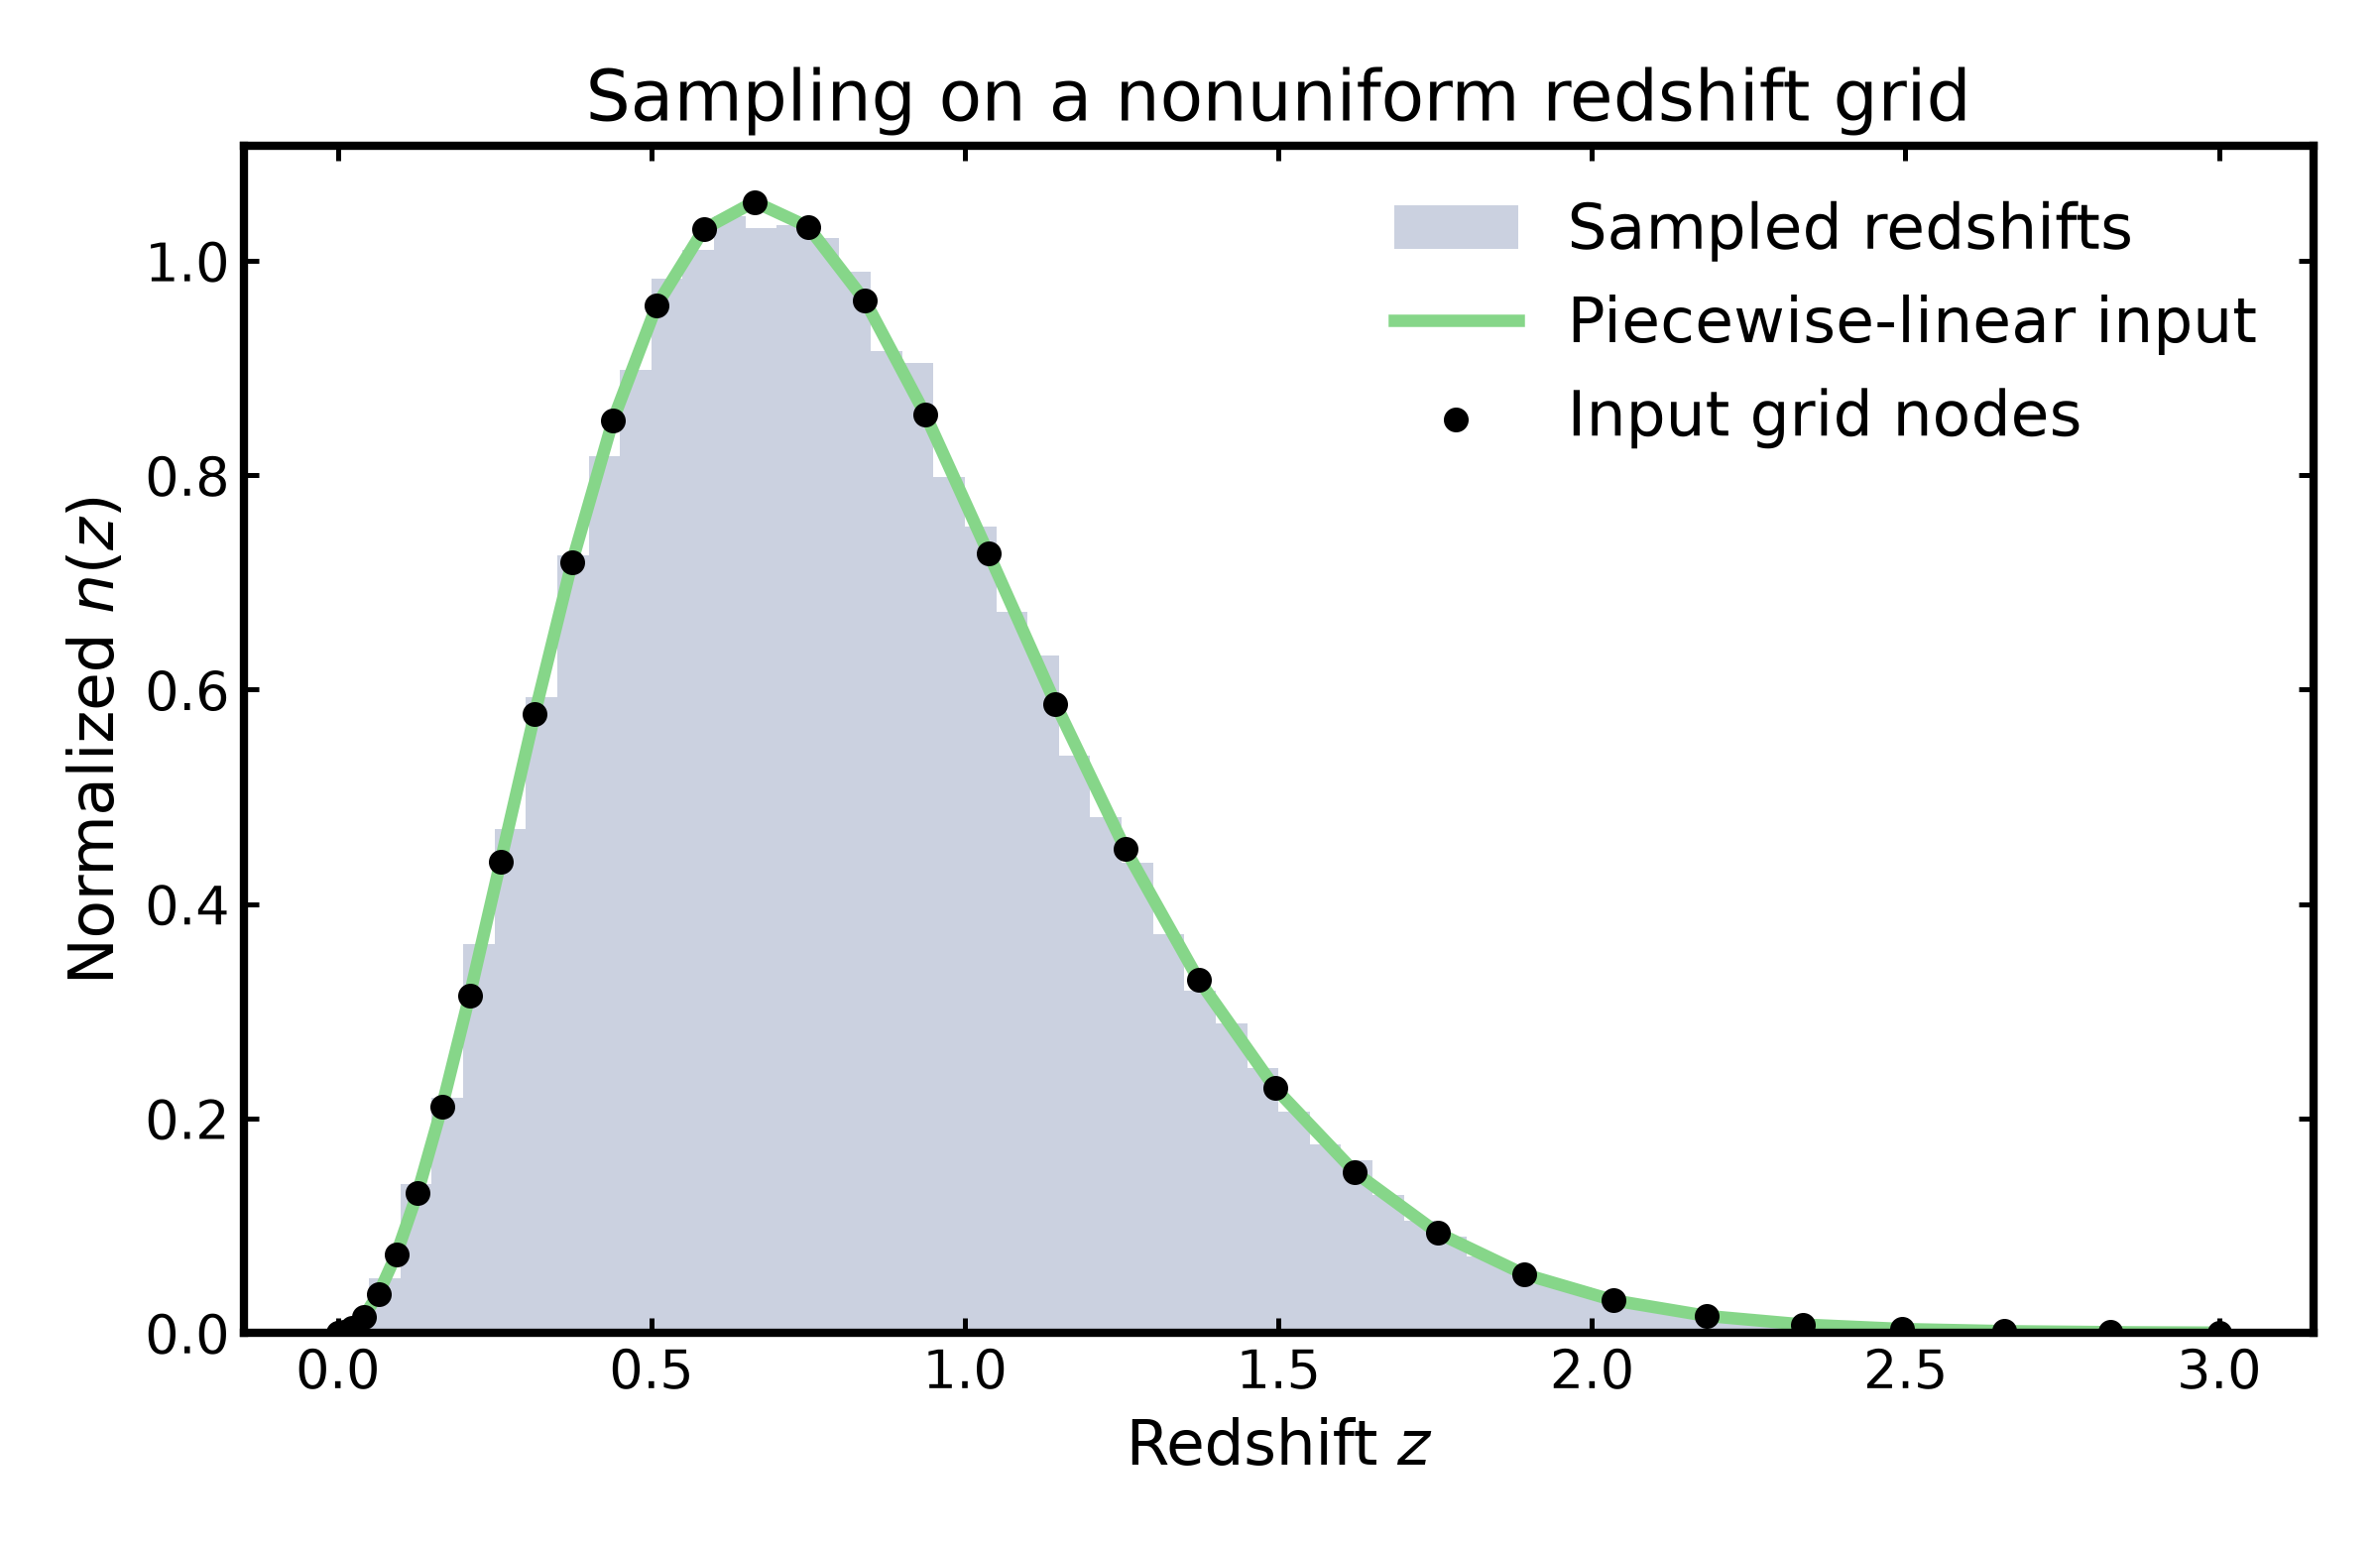 Sampling on a nonuniform redshift grid
Sampled redshifts
Piecewise-linear input
Input grid nodes
Normalized n(z)
1.0
0.8
0.6
0.4
0.2
0.0
0.0 0.5 1.0 1.5 2.0 2.5 3.0
Redshift z